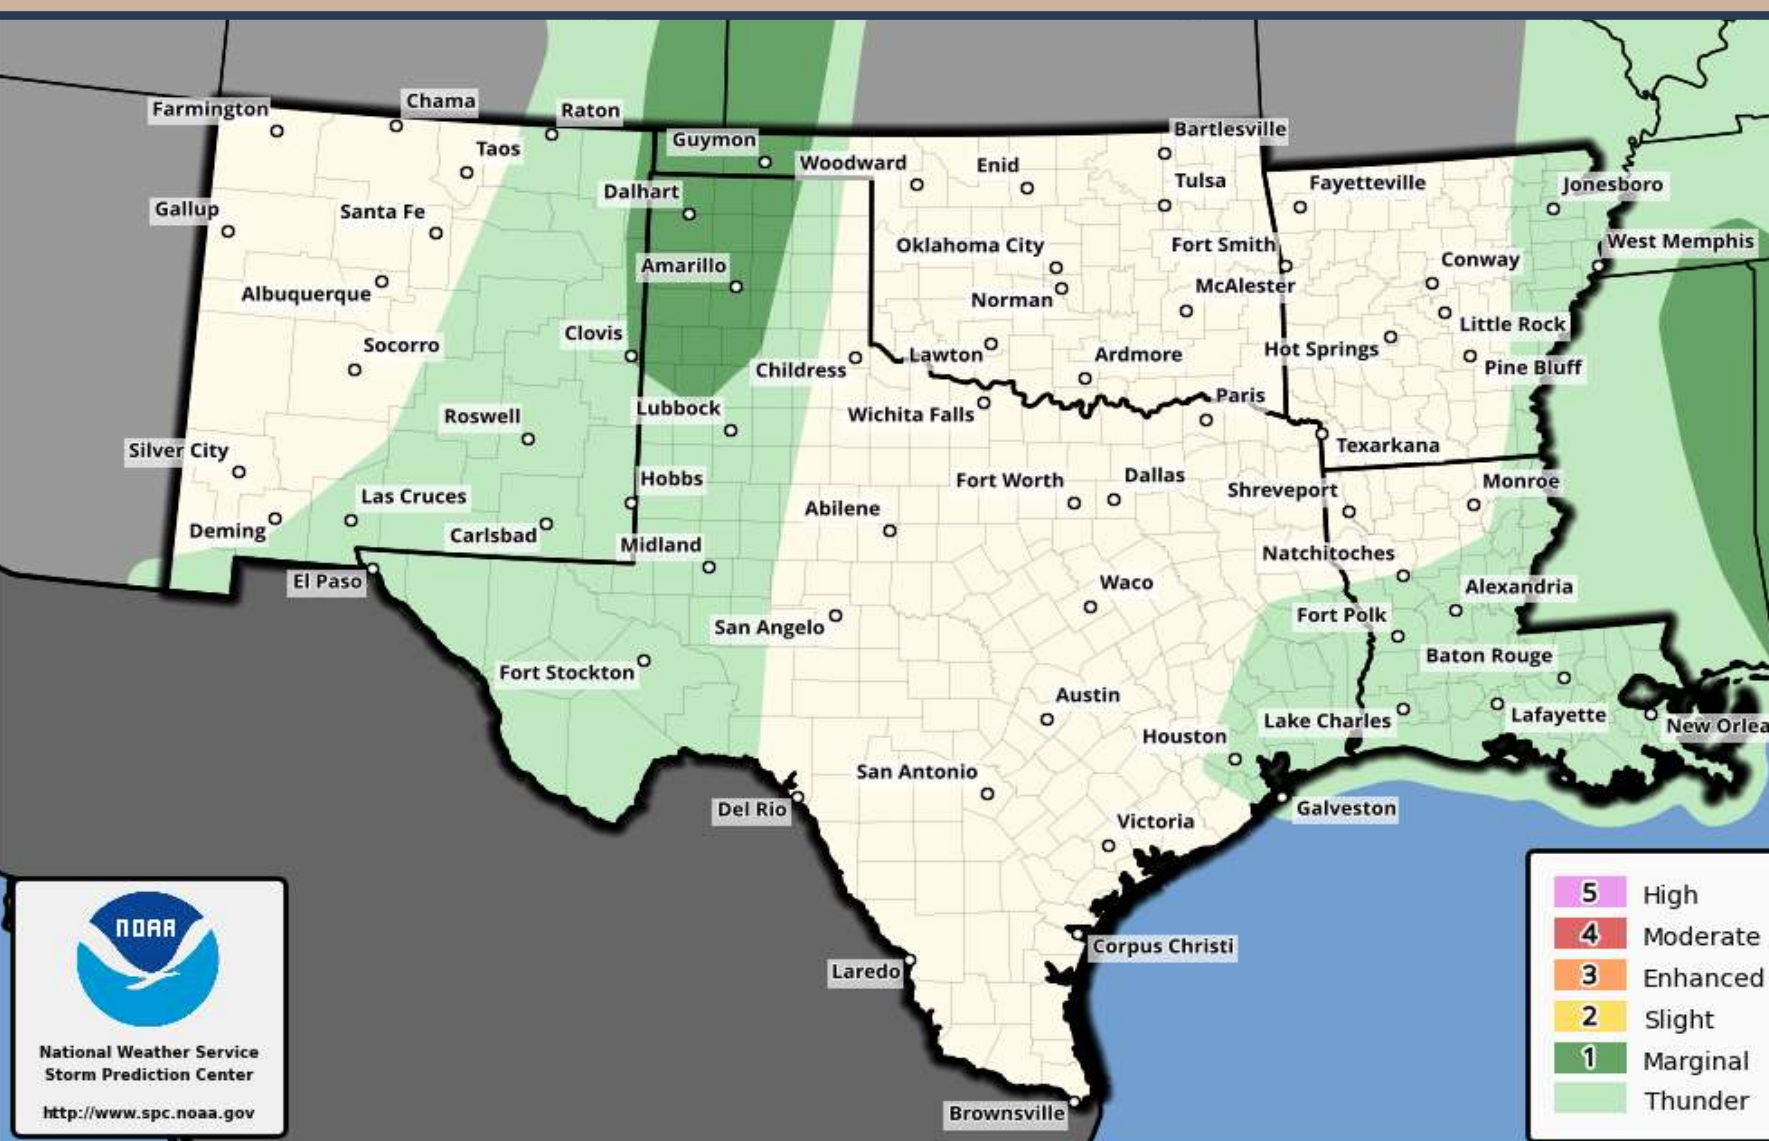 Farmington
Chama
Raton
Bartlesville
Guymon
Taos
Woodward
Enid
Tulsa
Fayetteville
Jonesboro
Dalhart
Gallup
Santa Fe
Oklahoma City
Fort Smith
West Memphis
Conway
Amarillo
McAlester
Albuquerque
Norman
Little Rock
Clovis
Socorro
Lawton
Ardmore
Hot Springs
Pine Bluff
Childress
Paris
Lubbock
Roswell
Wichita Falls
Texarkana
Silver City
Hobbs
Fort Worth
Dallas
Shreveport
Monroe
Las Cruces
Abilene
Deming
Carlsbad
Midland
Natchitoches
El Paso
Waco
Alexandria
San Angelo
Fort Polk
Baton Rouge
Fort Stockton
Austin
Lake Charles
Lafayette
New Orlea
Houston
San Antonio
Del Rio
Galveston
Victoria
Corpus Christi
Laredo
Brownsville
NOAA
National Weather Service
Storm Prediction Center
http://www.spc.noaa.gov
5 High
4 Moderate
3 Enhanced
2 Slight
1 Marginal
Thunder